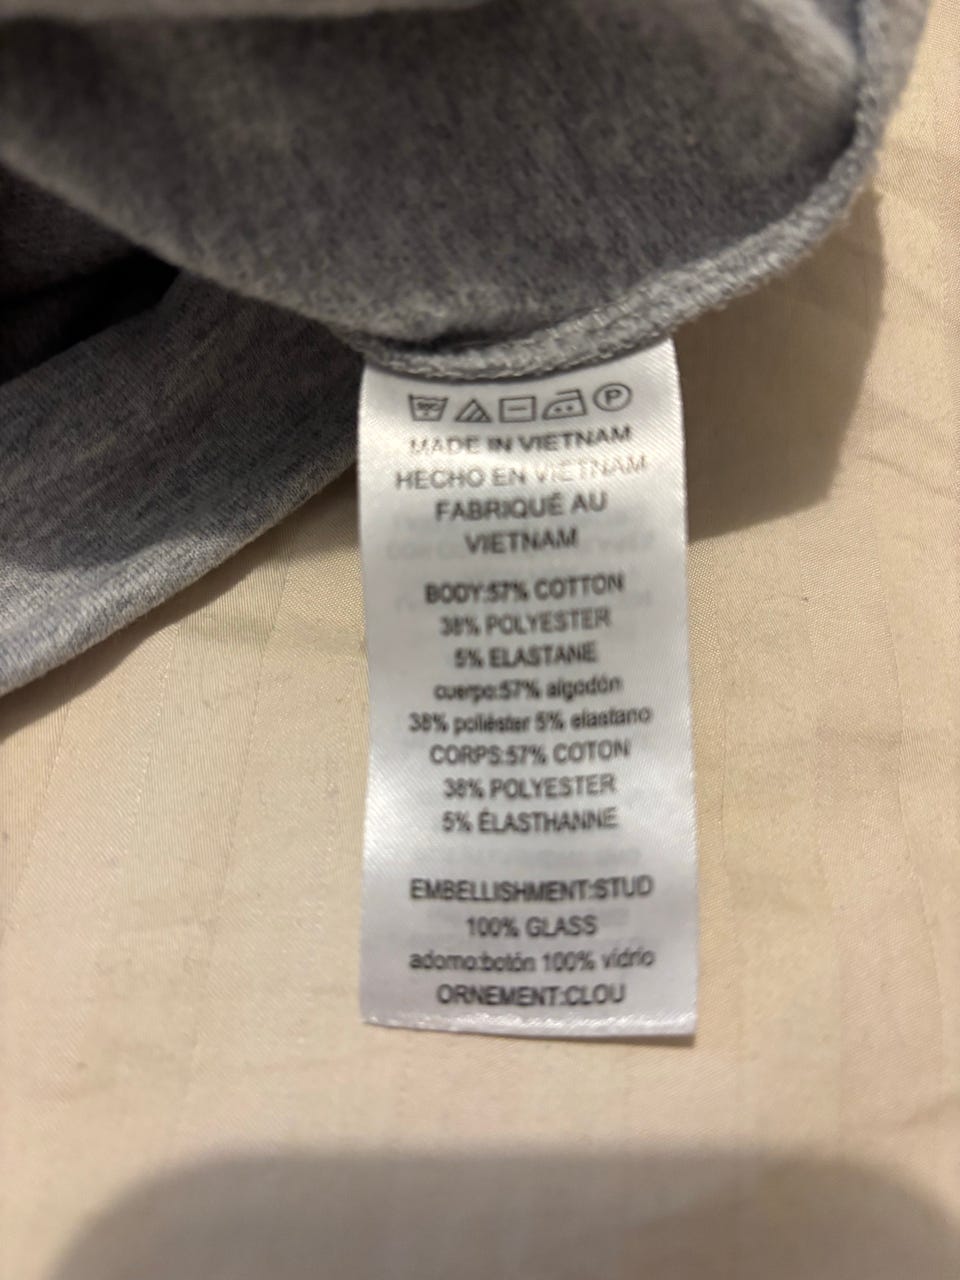 P
MADE IN VIETNAM
HECHO EN VIETNAM
FABRIQUÉ AU
VIETNAM
BODY:57% COTTON
38% POLYESTER
5% ELASTANE
cuerpo:57% algodón
38% poliéster 5% elastano
CORPS:57% COTON
38% POLYESTER
5% ÉLASTHANNE
EMBELLISHMENT:STUD
100% GLASS
adorno:botón 100% vidrio
ORNEMENT:CLOU